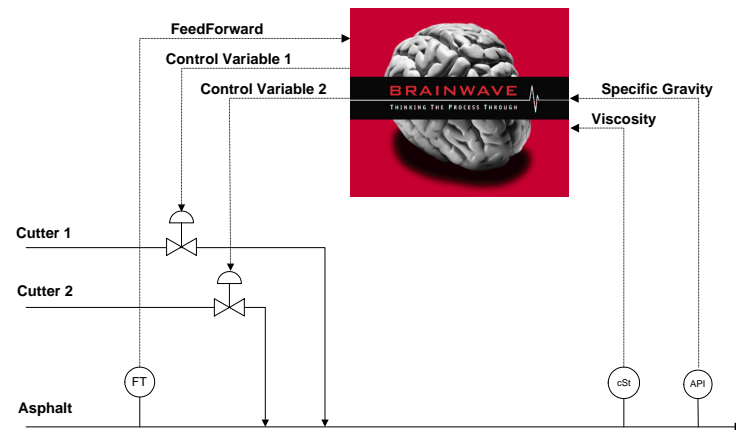 FeedForward
Control Variable 1
Control Variable 2
BRAINWAVE
THINKING THE PROCESS THROUGH
Specific Gravity
Viscosity
Cutter 1
Cutter 2
FT
cSt
API
Asphalt